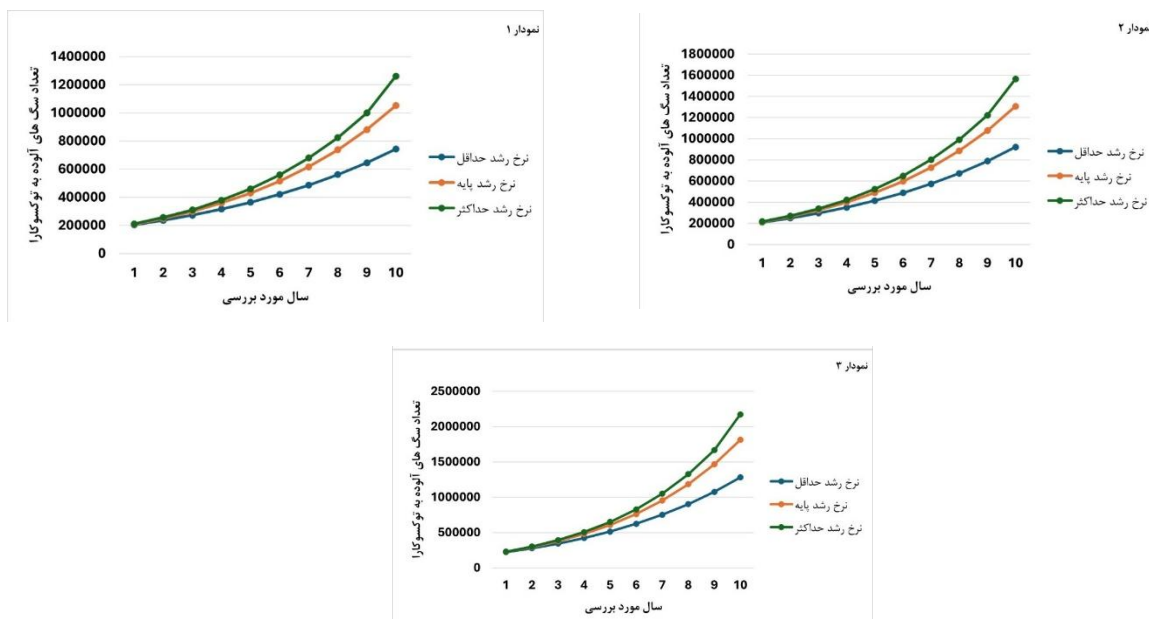 نمودار ۱
تعداد سگ های آلوده به توکسوکارا
1400000
1200000
1000000
800000
600000
400000
200000
0
1 2 3 4 5 6 7 8 9 10
سال مورد بررسی
نرخ رشد حداقل
نرخ رشد پایه
نرخ رشد حداکثر
نمودار ۲
تعداد سگ های آلوده به توکسوکارا
1800000
1600000
1400000
1200000
1000000
800000
600000
400000
200000
0
1 2 3 4 5 6 7 8 9 10
سال مورد بررسی
نرخ رشد حداقل
نرخ رشد پایه
نرخ رشد حداکثر
نمودار ۳
تعداد سگ های آلوده به توکسوکارا
2500000
2000000
1500000
1000000
500000
0
1 2 3 4 5 6 7 8 9 10
سال مورد بررسی
نرخ رشد حداقل
نرخ رشد پایه
نرخ رشد حداکثر